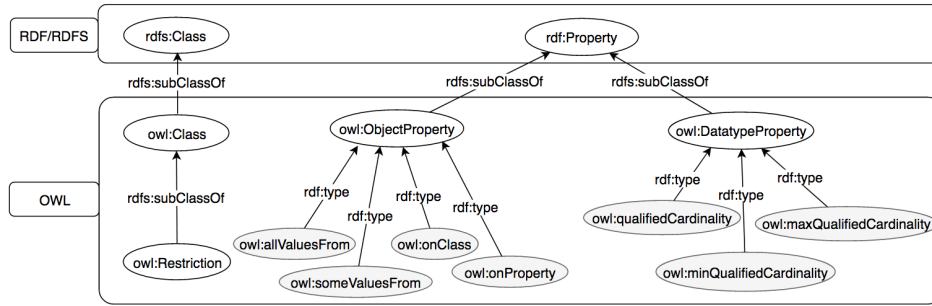 RDF/RDFS
rdfs:Class
rdf:Property
rdfs:subClassOf
rdfs:subClassOf
rdfs:subClassOf
OWL
owl:Class
owl:ObjectProperty
owl:DatatypeProperty
rdfs:subClassOf
rdf:type
rdf:type
rdf:type
rdf:type
rdf:type
rdf:type
rdf:type
owl:Restriction
owl:allValuesFrom
owl:someValuesFrom
owl:onClass
owl:onProperty
owl:qualifiedCardinality
owl:minQualifiedCardinality
owl:maxQualifiedCardinality